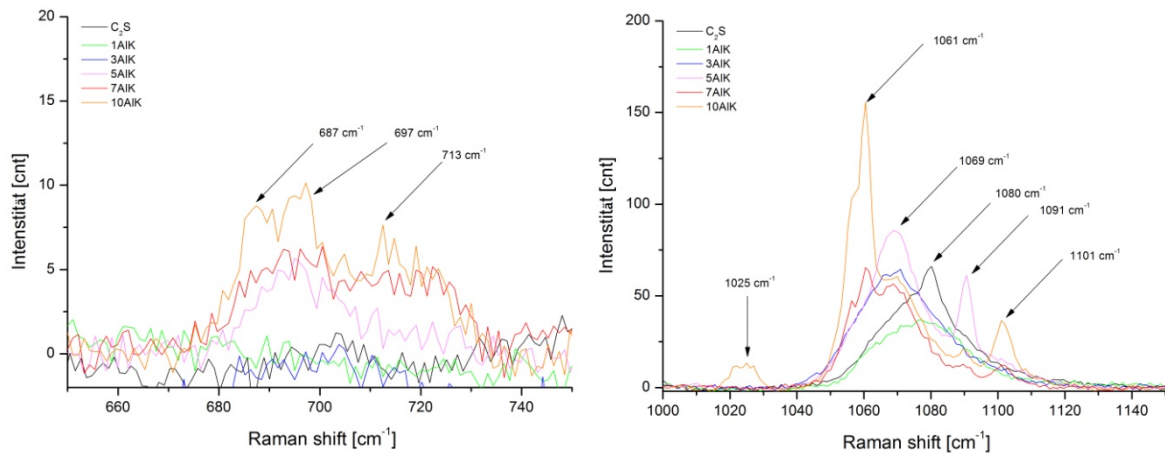 20
15
10
5
0
Intenstitat [cnt]
C₂S
1AlK
3AlK
5AlK
7AlK
10AlK
687 cm⁻¹
697 cm⁻¹
713 cm⁻¹
660
680
700
720
740
Raman shift [cm⁻¹]
200
150
100
50
0
Intenstität [cnt]
C₂S
1AlK
3AlK
5AlK
7AlK
10AlK
1061 cm⁻¹
1069 cm⁻¹
1080 cm⁻¹
1091 cm⁻¹
1101 cm⁻¹
1025 cm⁻¹
1000
1020
1040
1060
1080
1100
1120
1140
Raman shift [cm⁻¹]